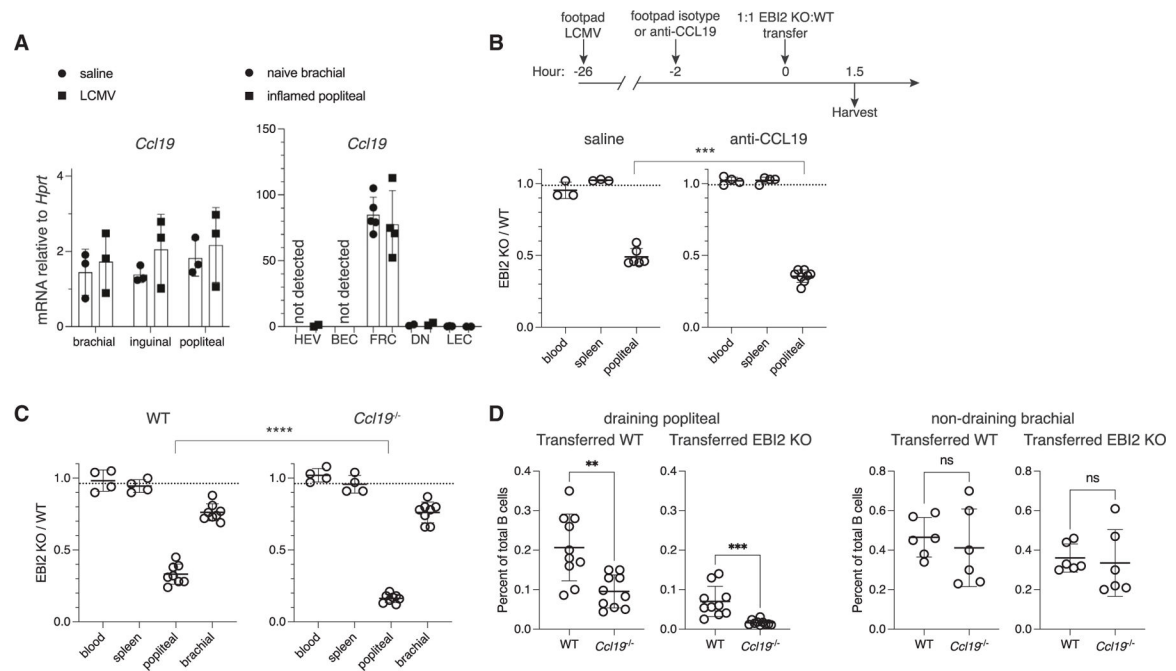 A
saline
LCMV
naive brachial
inflamed popliteal
Ccl19
mRNA relative to Hprt
4
2
0
brachial
inguinal
popliteal
Ccl19
150
125
100
75
50
25
0
not detected
not detected
HEV
BEC
FRC
DN
LEC
B
footpad LCMV
footpad isotype or anti-CCL19
1:1 EBI2 KO:WT transfer
Hour:
-26
-2
0
1.5
Harvest
saline
anti-CCL19
***
EBI2 KO / WT
1.0
0.5
0.0
blood
spleen
popliteal
1.0
0.5
0.0
blood
spleen
popliteal
C
WT
Ccl19-/-
****
EBI2 KO / WT
1.0
0.5
0.0
blood
spleen
popliteal
brachial
1.0
0.5
0.0
blood
spleen
popliteal
brachial
D
draining popliteal
Transferred WT
Transferred EBI2 KO
Percent of total B cells
0.4
0.3
0.2
0.1
0.0
**
WT
Ccl19-/-
0.4
0.3
0.2
0.1
0.0
***
WT
Ccl19-/-
non-draining brachial
Transferred WT
Transferred EBI2 KO
Percent of total B cells
0.8
0.6
0.4
0.2
0.0
ns
WT
Ccl19-/-
0.8
0.6
0.4
0.2
0.0
ns
WT
Ccl19-/-